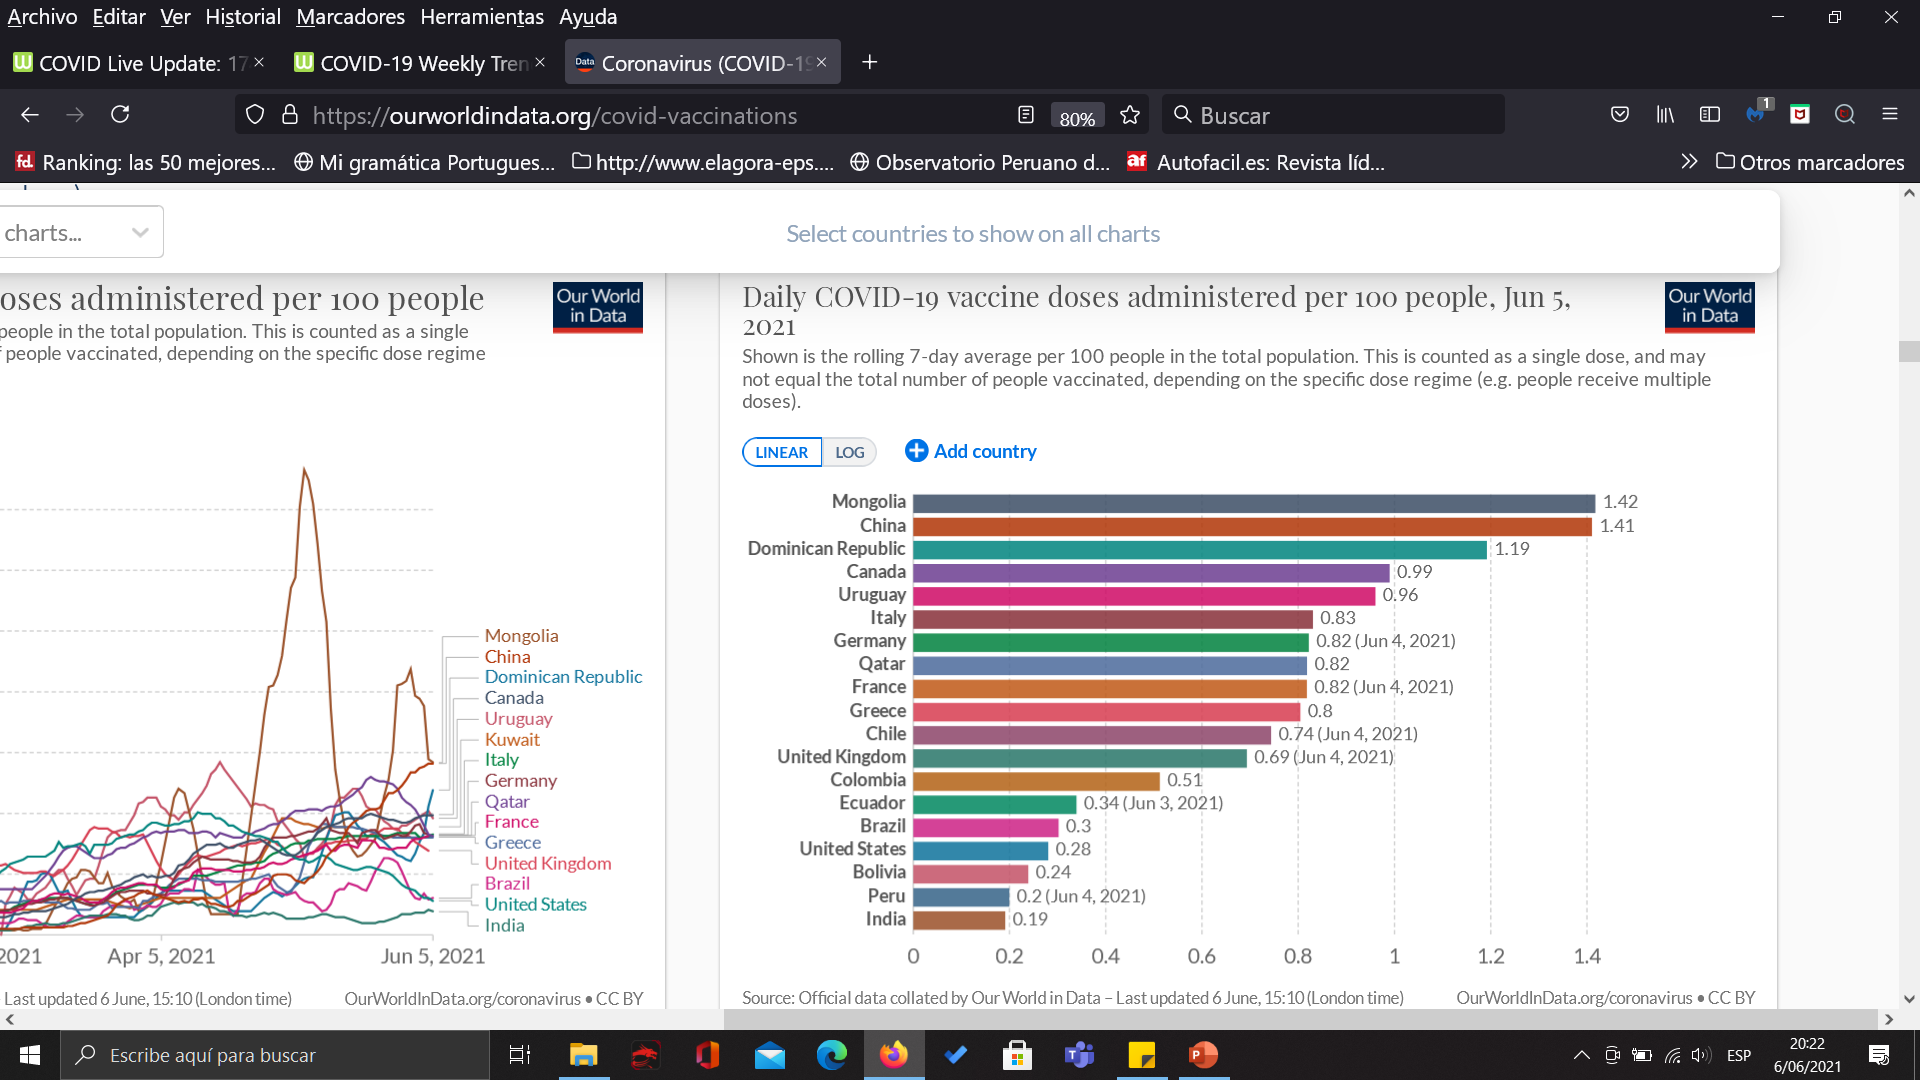 Archivo Editar Ver Historial Marcadores Herramientas Ayuda
COVID Live Update: 17
COVID-19 Weekly Tren
Data
Coronavirus (COVID-19
https://ourworldindata.org/covid-vaccinations
80%
Buscar
1
fd Ranking: las 50 mejores...
Mi gramática Portugues...
http://www.elagora-eps....
Observatorio Peruano d...
af Autofacil.es: Revista líd...
Otros marcadores
charts...
Select countries to show on all charts
oses administered per 100 people
people in the total population. This is counted as a single
people vaccinated, depending on the specific dose regime
Our World
in Data
Mongolia
China
Dominican Republic
Canada
Uruguay
Kuwait
Italy
Germany
Qatar
France
Greece
United Kingdom
Brazil
United States
India
2021
Apr 5, 2021
Jun 5, 2021
Last updated 6 June, 15:10 (London time)
OurWorldInData.org/coronavirus • CC BY
Daily COVID-19 vaccine doses administered per 100 people, Jun 5,
2021
Our World
in Data
Shown is the rolling 7-day average per 100 people in the total population. This is counted as a single dose, and may
not equal the total number of people vaccinated, depending on the specific dose regime (e.g. people receive multiple
doses).
LINEAR LOG
Add country
Mongolia 1.42
China 1.41
Dominican Republic 1.19
Canada 0.99
Uruguay 0.96
Italy 0.83
Germany 0.82 (Jun 4, 2021)
Qatar 0.82
France 0.82 (Jun 4, 2021)
Greece 0.8
Chile 0.74 (Jun 4, 2021)
United Kingdom 0.69 (Jun 4, 2021)
Colombia 0.51
Ecuador 0.34 (Jun 3, 2021)
Brazil 0.3
United States 0.28
Bolivia 0.24
Peru 0.2 (Jun 4, 2021)
India 0.19
0 0.2 0.4 0.6 0.8 1 1.2 1.4
Source: Official data collated by Our World in Data – Last updated 6 June, 15:10 (London time)
OurWorldInData.org/coronavirus • CC BY
Escribe aquí para buscar
ESP
20:22
6/06/2021